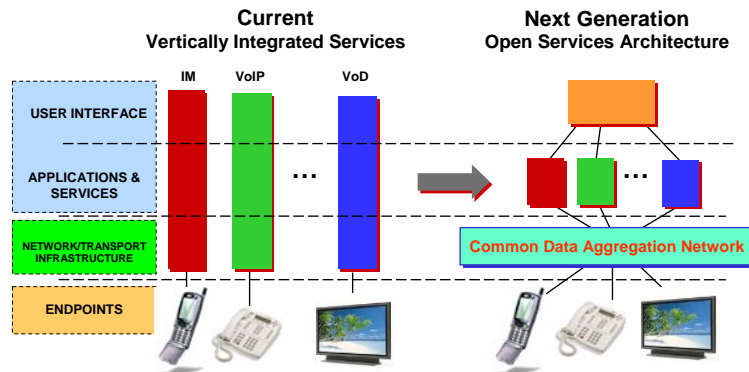 Current
Vertically Integrated Services
Next Generation
Open Services Architecture
IM
VoIP
VoD
USER INTERFACE
APPLICATIONS &
SERVICES
...
...
NETWORK/TRANSPORT
INFRASTRUCTURE
Common Data Aggregation Network
ENDPOINTS